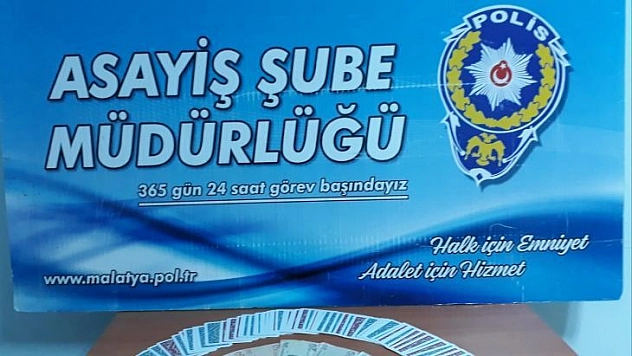 POLİS
ASAYİŞ ŞUBE
MÜDÜRLÜĞÜ
365 gün 24 saat görev başındayız
Halk için Emniyet
Adalet için Hizmet
www.malatya.pol.tr